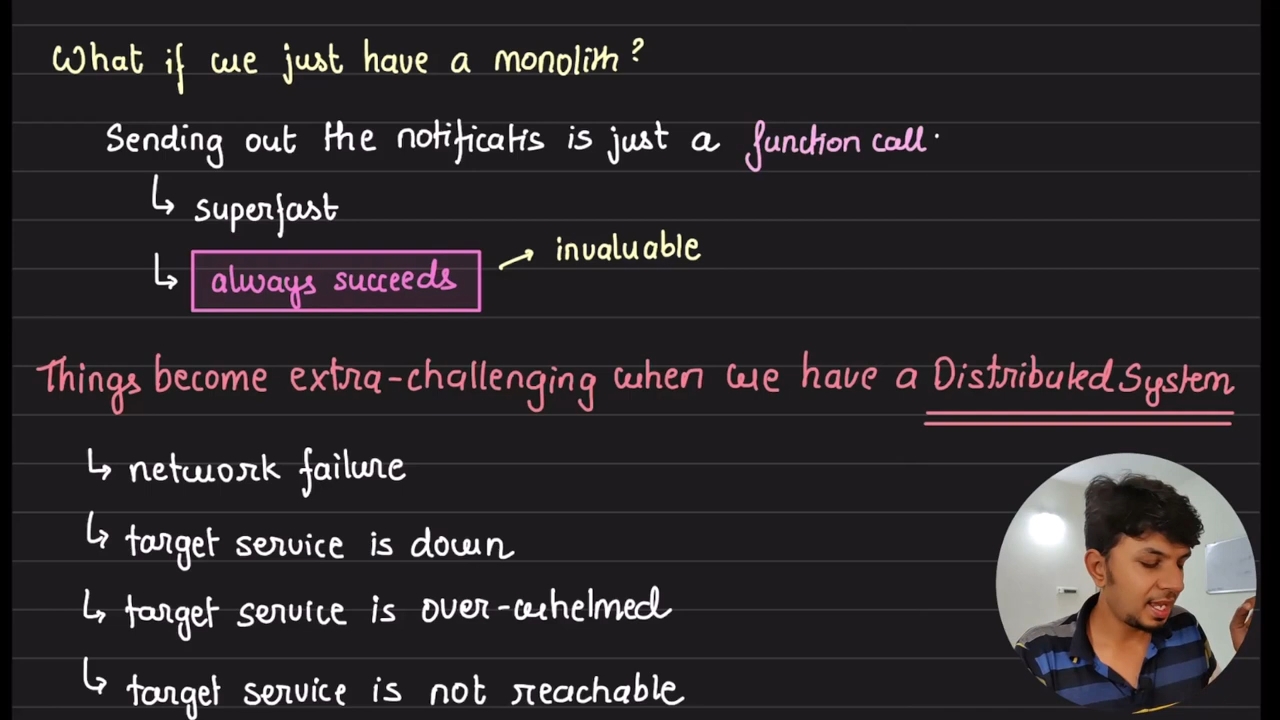 What if we just have a monolith?
Sending out the notificatis is just a function call.
↳ superfast
↳ always succeeds → invaluable
Things become extra-challenging when we have a Distributed System
↳ network failure
↳ target service is down
↳ target service is over-whelmed
↳ target service is not reachable